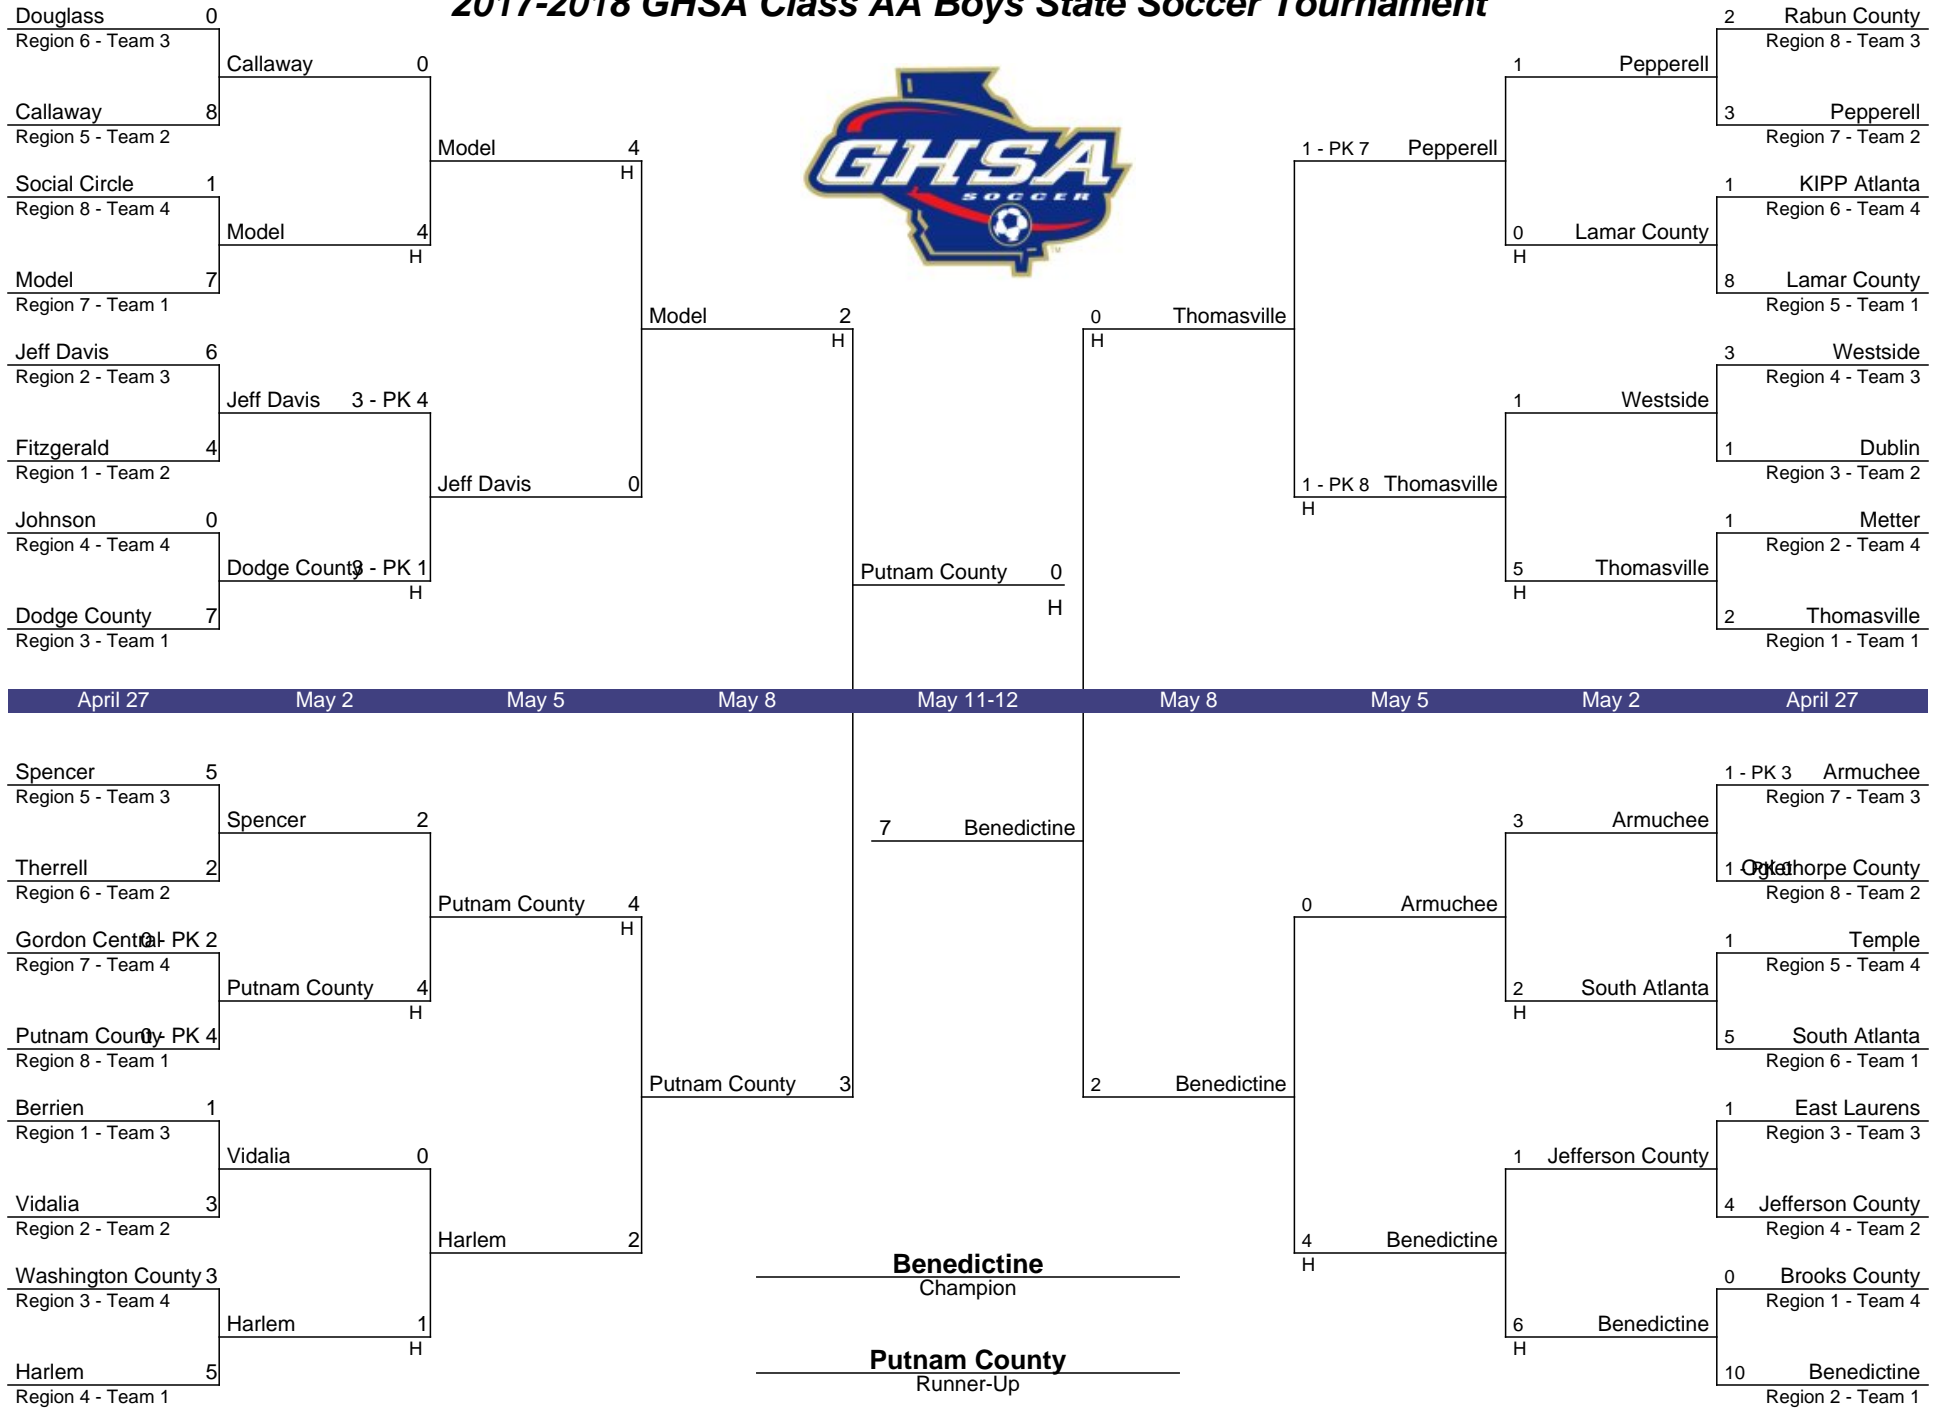 2017-2018 GHSA Class AA Boys State Soccer Tournament
GHSA
SOCCER
TM
Douglass 0
Region 6 - Team 3
Callaway 8
Region 5 - Team 2
Social Circle 1
Region 8 - Team 4
Model 7
Region 7 - Team 1
Jeff Davis 6
Region 2 - Team 3
Fitzgerald 4
Region 1 - Team 2
Johnson 0
Region 4 - Team 4
Dodge County 7
Region 3 - Team 1
Callaway 0
Model 4
H
Jeff Davis 3 - PK 4
Dodge County 3 - PK 1
H
Model 4
H
Jeff Davis 0
Model 2
H
Putnam County 0
H
0 Thomasville
H
1 - PK 7 Pepperell
1 - PK 8 Thomasville
H
1 Pepperell
0 Lamar County
H
1 Westside
5 Thomasville
H
2 Rabun County
Region 8 - Team 3
3 Pepperell
Region 7 - Team 2
1 KIPP Atlanta
Region 6 - Team 4
8 Lamar County
Region 5 - Team 1
3 Westside
Region 4 - Team 3
1 Dublin
Region 3 - Team 2
1 Metter
Region 2 - Team 4
2 Thomasville
Region 1 - Team 1
April 27 May 2 May 5 May 8 May 11-12 May 8 May 5 May 2 April 27
Spencer 5
Region 5 - Team 3
Therrell 2
Region 6 - Team 2
Gordon Central 0 - PK 2
Region 7 - Team 4
Putnam County 0 - PK 4
Region 8 - Team 1
Berrien 1
Region 1 - Team 3
Vidalia 3
Region 2 - Team 2
Washington County 3
Region 3 - Team 4
Harlem 5
Region 4 - Team 1
Spencer 2
Putnam County 4
H
Vidalia 0
Harlem 1
H
Putnam County 4
H
Harlem 2
Putnam County 3
7 Benedictine
2 Benedictine
0 Armuchee
4 Benedictine
H
3 Armuchee
2 South Atlanta
H
1 Jefferson County
6 Benedictine
H
1 - PK 3 Armuchee
Region 7 - Team 3
1 - PK 0 Oglethorpe County
Region 8 - Team 2
1 Temple
Region 5 - Team 4
5 South Atlanta
Region 6 - Team 1
1 East Laurens
Region 3 - Team 3
4 Jefferson County
Region 4 - Team 2
0 Brooks County
Region 1 - Team 4
10 Benedictine
Region 2 - Team 1
Benedictine
Champion
Putnam County
Runner-Up